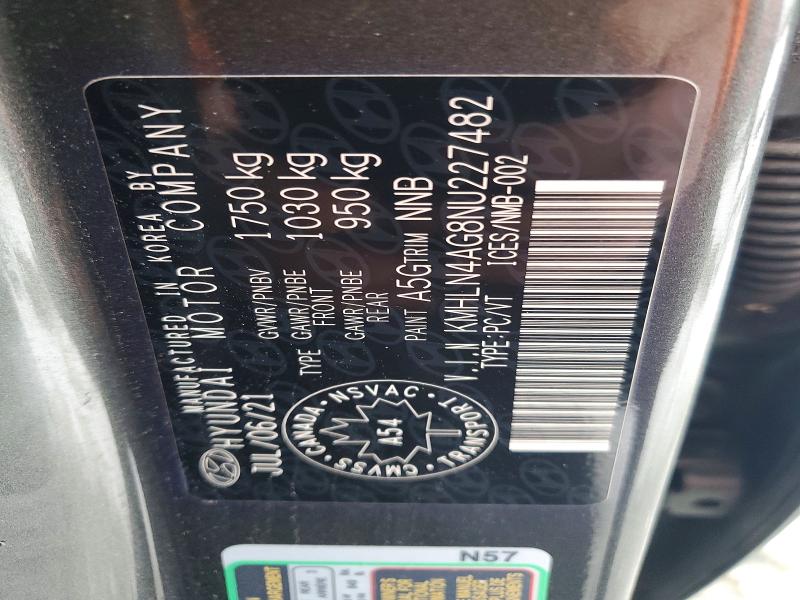 MANUFACTURED IN KOREA BY
HYUNDAI MOTOR COMPANY
JUL/06/21
GVWR/PNBV 1750 kg
TYPE GAWR/PNBE FRONT 1030 kg
GAWR/PNBE REAR 950 kg
PAINT A5G TRIM NNB
V.I.N KMHLN4AG8NU227482
TYPE:PC/VT ICES/NMB-002
CANADA · NSVAC · TRANSPORT · CMVSS
A54
N57